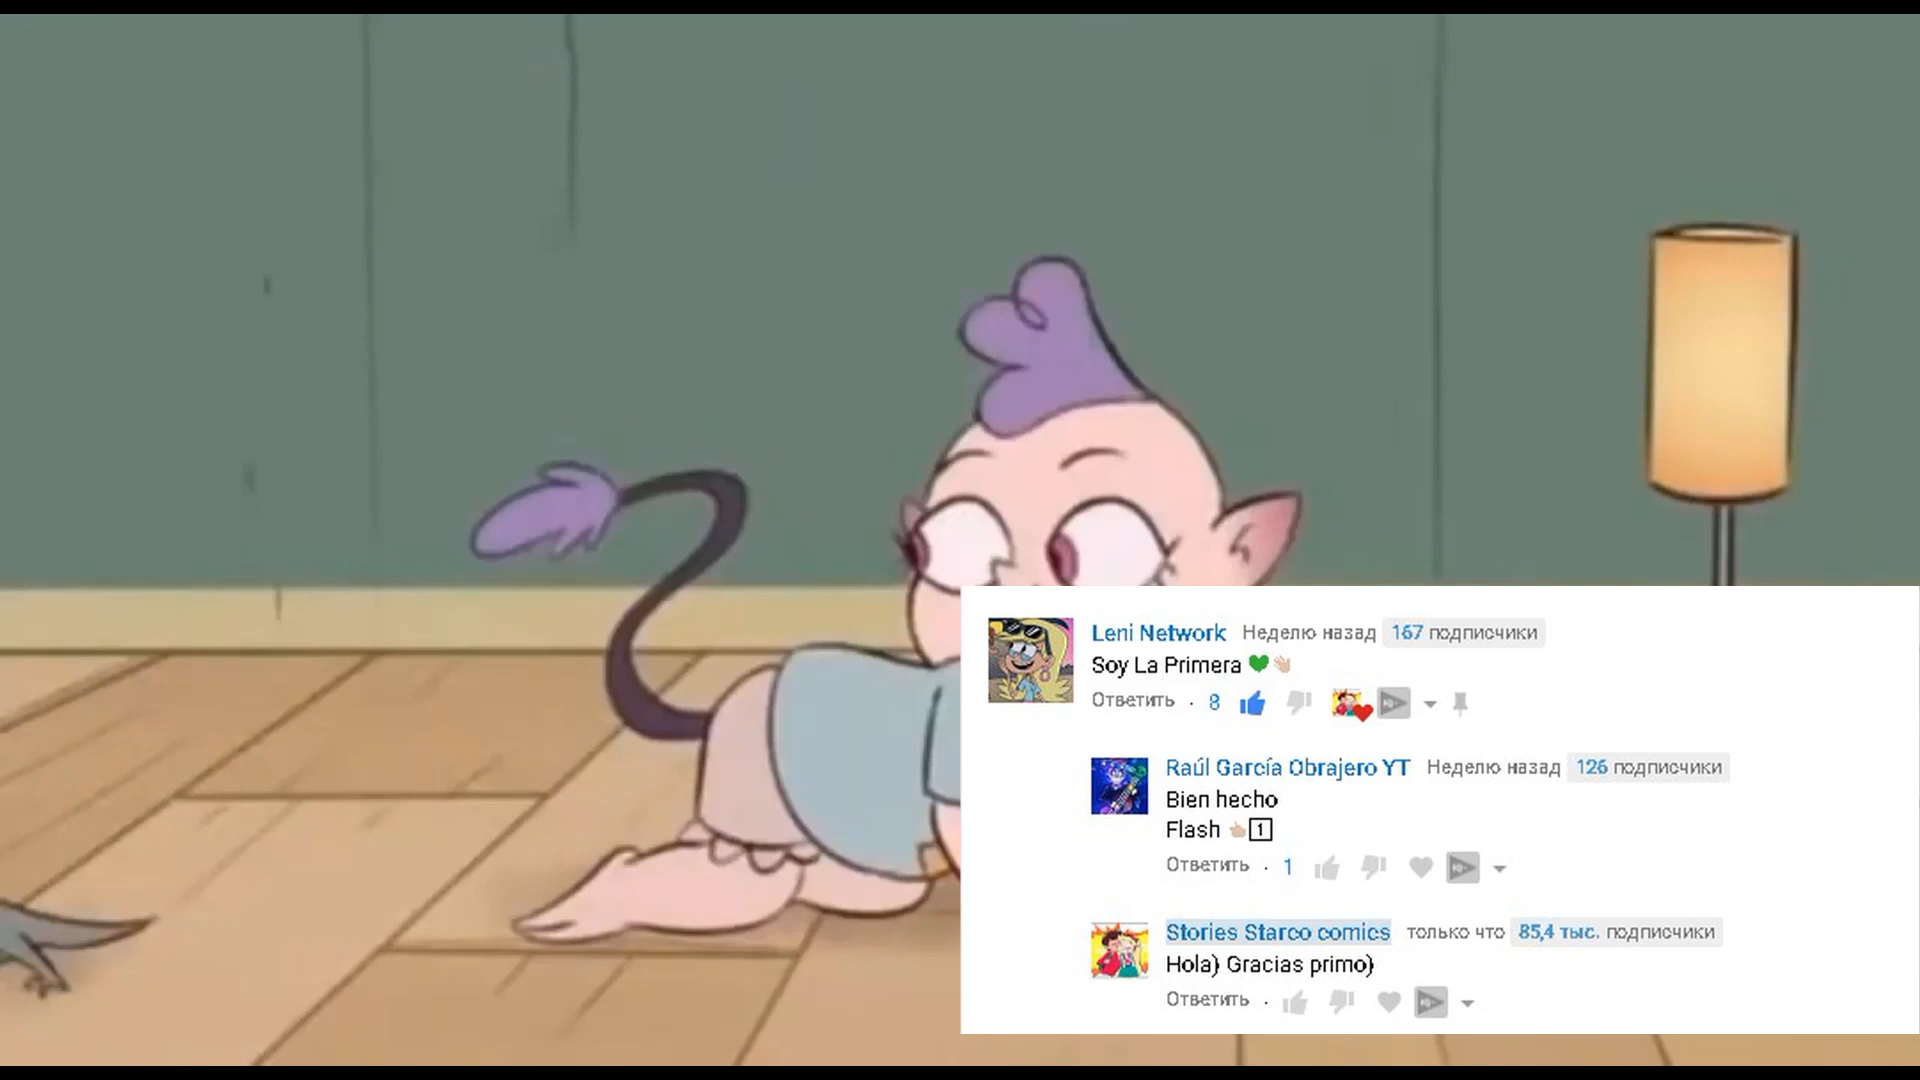 Leni Network Неделю назад 167 подписчики
Soy La Primera 💚👋🏻
Ответить · 8
Raúl García Obrajero YT Неделю назад 126 подписчики
Bien hecho
Flash 👆🏻1
Ответить · 1
Stories Starco comics только что 85,4 тыс. подписчики
Hola) Gracias primo)
Ответить ·